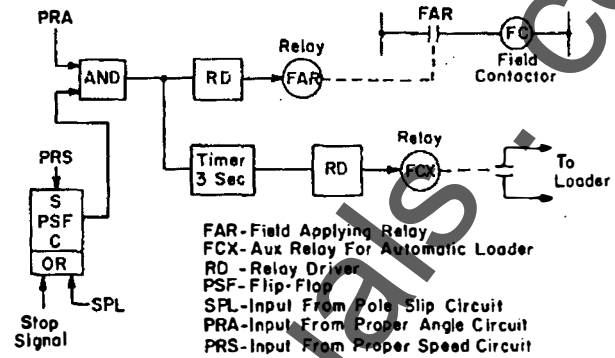 PRA
FAR
Relay
FC
AND
RD
FAR
Field
Contactor
Relay
PRS
Timer
3 Sec
RD
FCX
To
Loader
S
PSF
C
OR
FAR-Field Applying Relay
FCX-Aux Relay For Automatic Loader
RD -Relay Driver
PSF-Flip-Flop
SPL-Input From Pole Slip Circuit
PRA-Input From Proper Angle Circuit
PRS-Input From Proper Speed Circuit
SPL
Stop
Signal